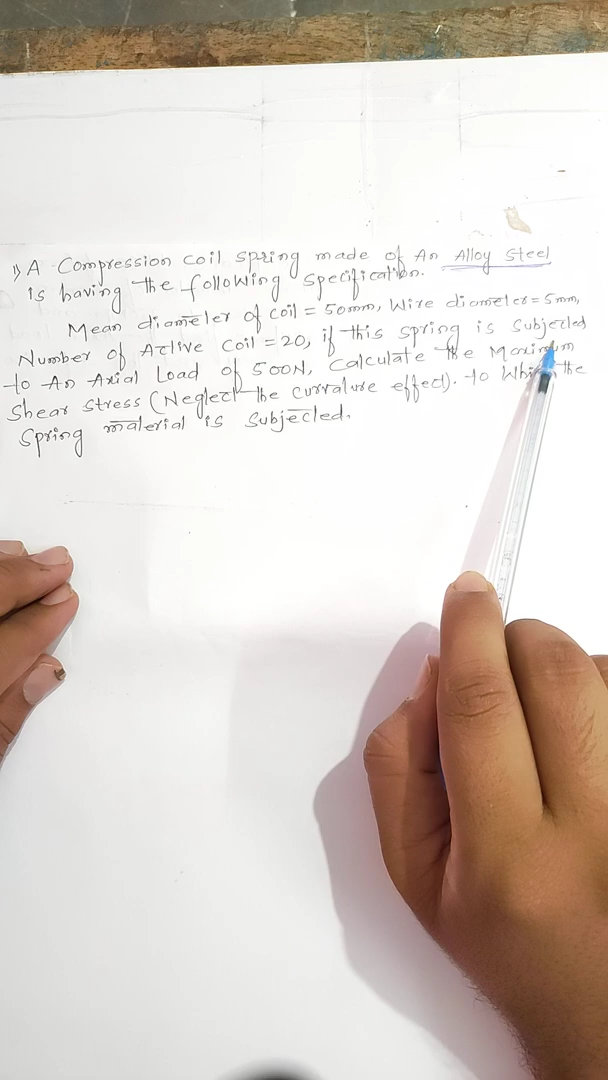 1) A Compression coil spring made of An Alloy Steel
is having the following specification.
Mean diameter of coil = 50mm, Wire diameter = 5mm,
Number of Active coil = 20, if this spring is subjected
to An Axial Load of 500N, calculate the Maximum
Shear stress (Neglect the curvature effect). to Which the
Spring material is subjected.